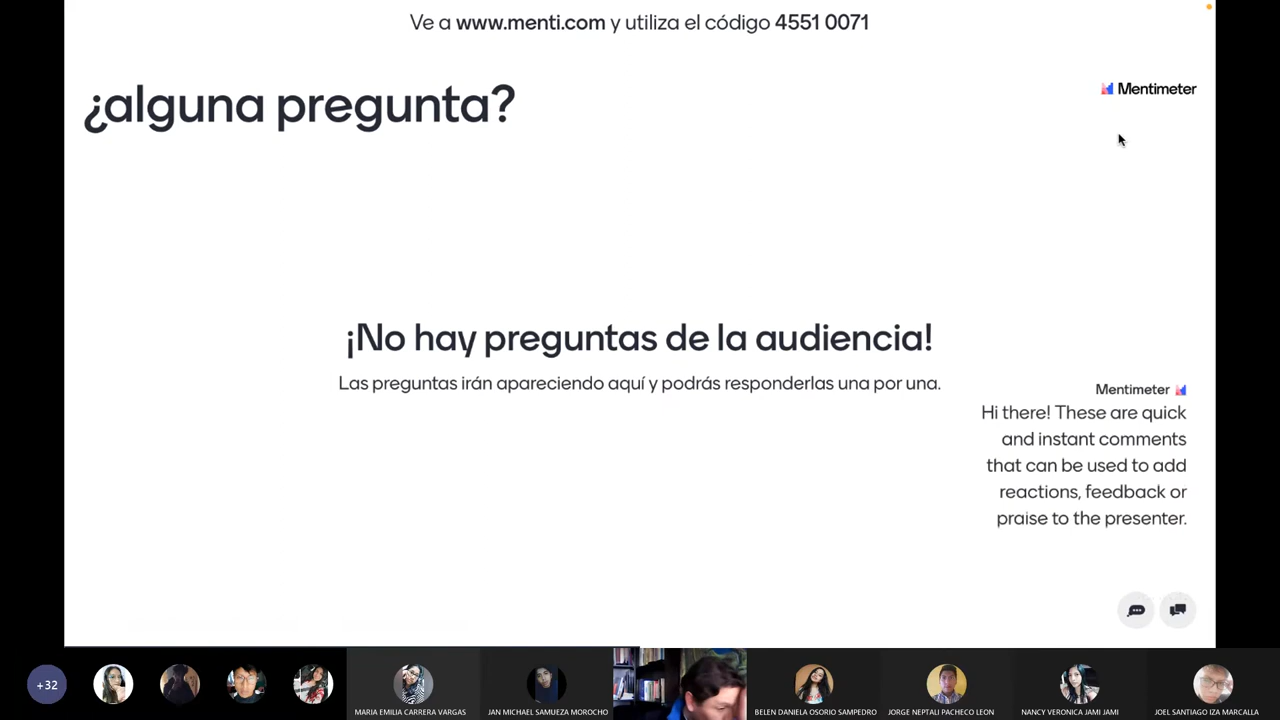 Ve a www.menti.com y utiliza el código 4551 0071
¿alguna pregunta?
Mentimeter
¡No hay preguntas de la audiencia!
Las preguntas irán apareciendo aquí y podrás responderlas una por una.
Mentimeter
Hi there! These are quick
and instant comments
that can be used to add
reactions, feedback or
praise to the presenter.
+32
MARIA EMILIA CARRERA VARGAS
JAN MICHAEL SAMUEZA MOROCHO
BELEN DANIELA OSORIO SAMPEDRO
JORGE NEPTALI PACHECO LEON
NANCY VERONICA JAMI JAMI
JOEL SANTIAGO IZA MARCALLA